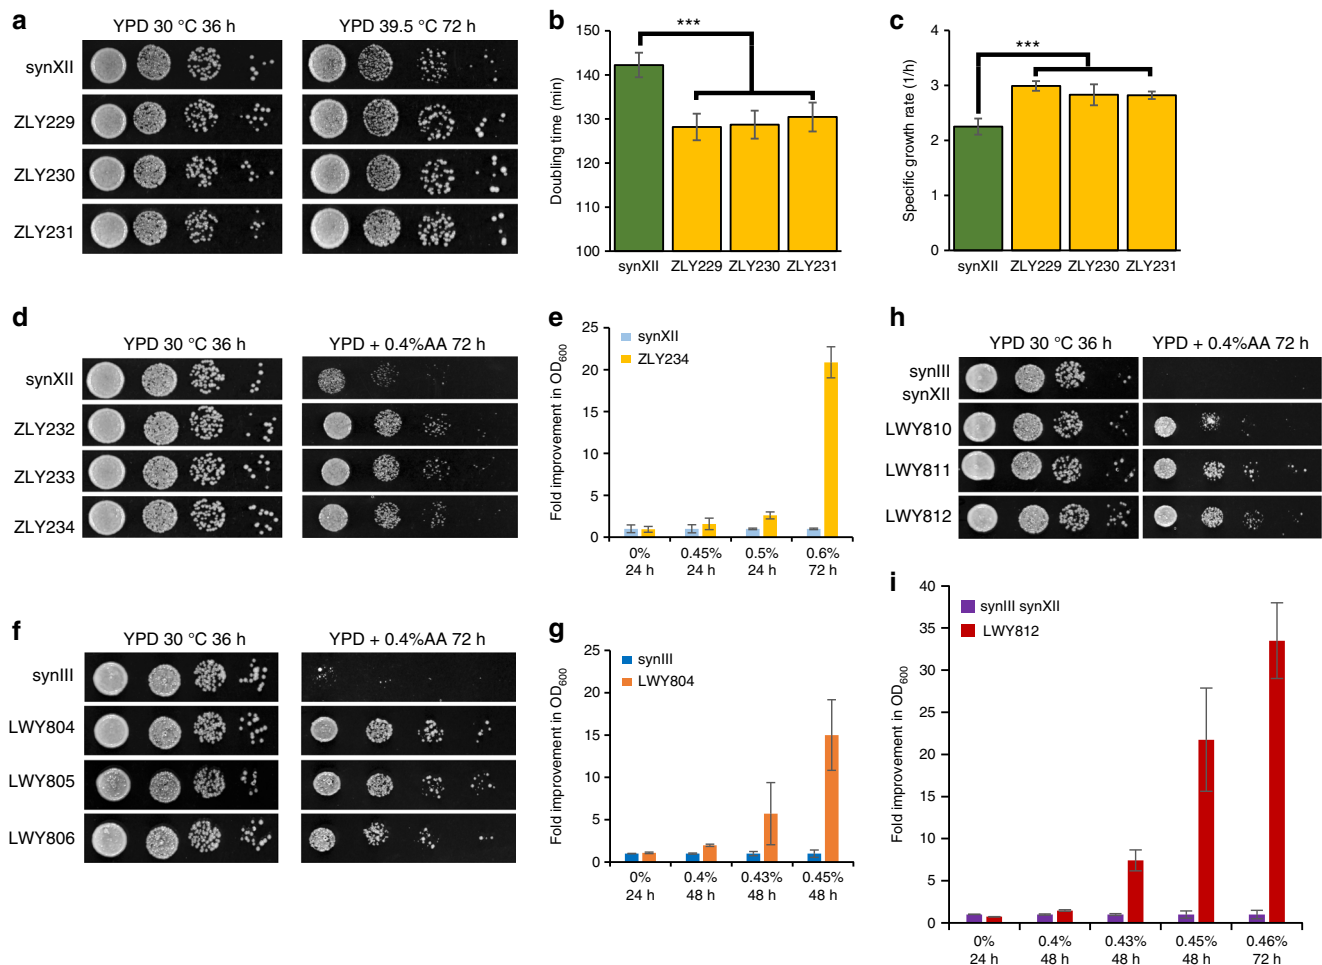 a
YPD 30 °C 36 h
YPD 39.5 °C 72 h
synXII
ZLY229
ZLY230
ZLY231
b
Doubling time (min)
150
140
130
120
110
100
***
synXII ZLY229 ZLY230 ZLY231
c
Specific growth rate (1/h)
4
3
2
1
0
***
synXII ZLY229 ZLY230 ZLY231
d
YPD 30 °C 36 h
YPD + 0.4%AA 72 h
synXII
ZLY232
ZLY233
ZLY234
e
Fold improvement in OD600
25
20
15
10
5
0
synXII
ZLY234
0% 0.45% 0.5% 0.6%
24 h 24 h 24 h 72 h
h
YPD 30 °C 36 h
YPD + 0.4%AA 72 h
synIII
synXII
LWY810
LWY811
LWY812
f
YPD 30 °C 36 h
YPD + 0.4%AA 72 h
synIII
LWY804
LWY805
LWY806
g
Fold improvement in OD600
25
20
15
10
5
0
synIII
LWY804
0% 0.4% 0.43% 0.45%
24 h 48 h 48 h 48 h
i
Fold improvement in OD600
40
35
30
25
20
15
10
5
0
synIII synXII
LWY812
0% 0.4% 0.43% 0.45% 0.46%
24 h 48 h 48 h 48 h 72 h